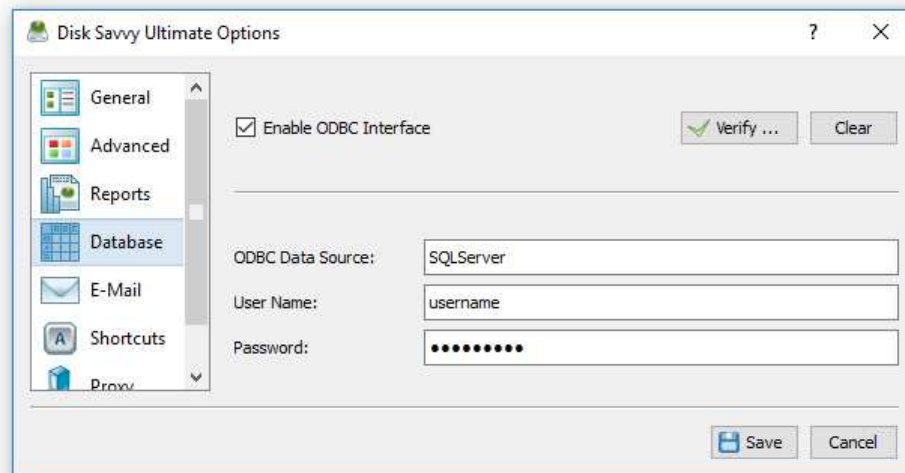 Disk Savvy Ultimate Options
?
General
Advanced
Reports
Database
E-Mail
Shortcuts
Proxy
Enable ODBC Interface
Verify ...
Clear
ODBC Data Source:
SQLServer
User Name:
username
Password:
●●●●●●●●●
Save
Cancel